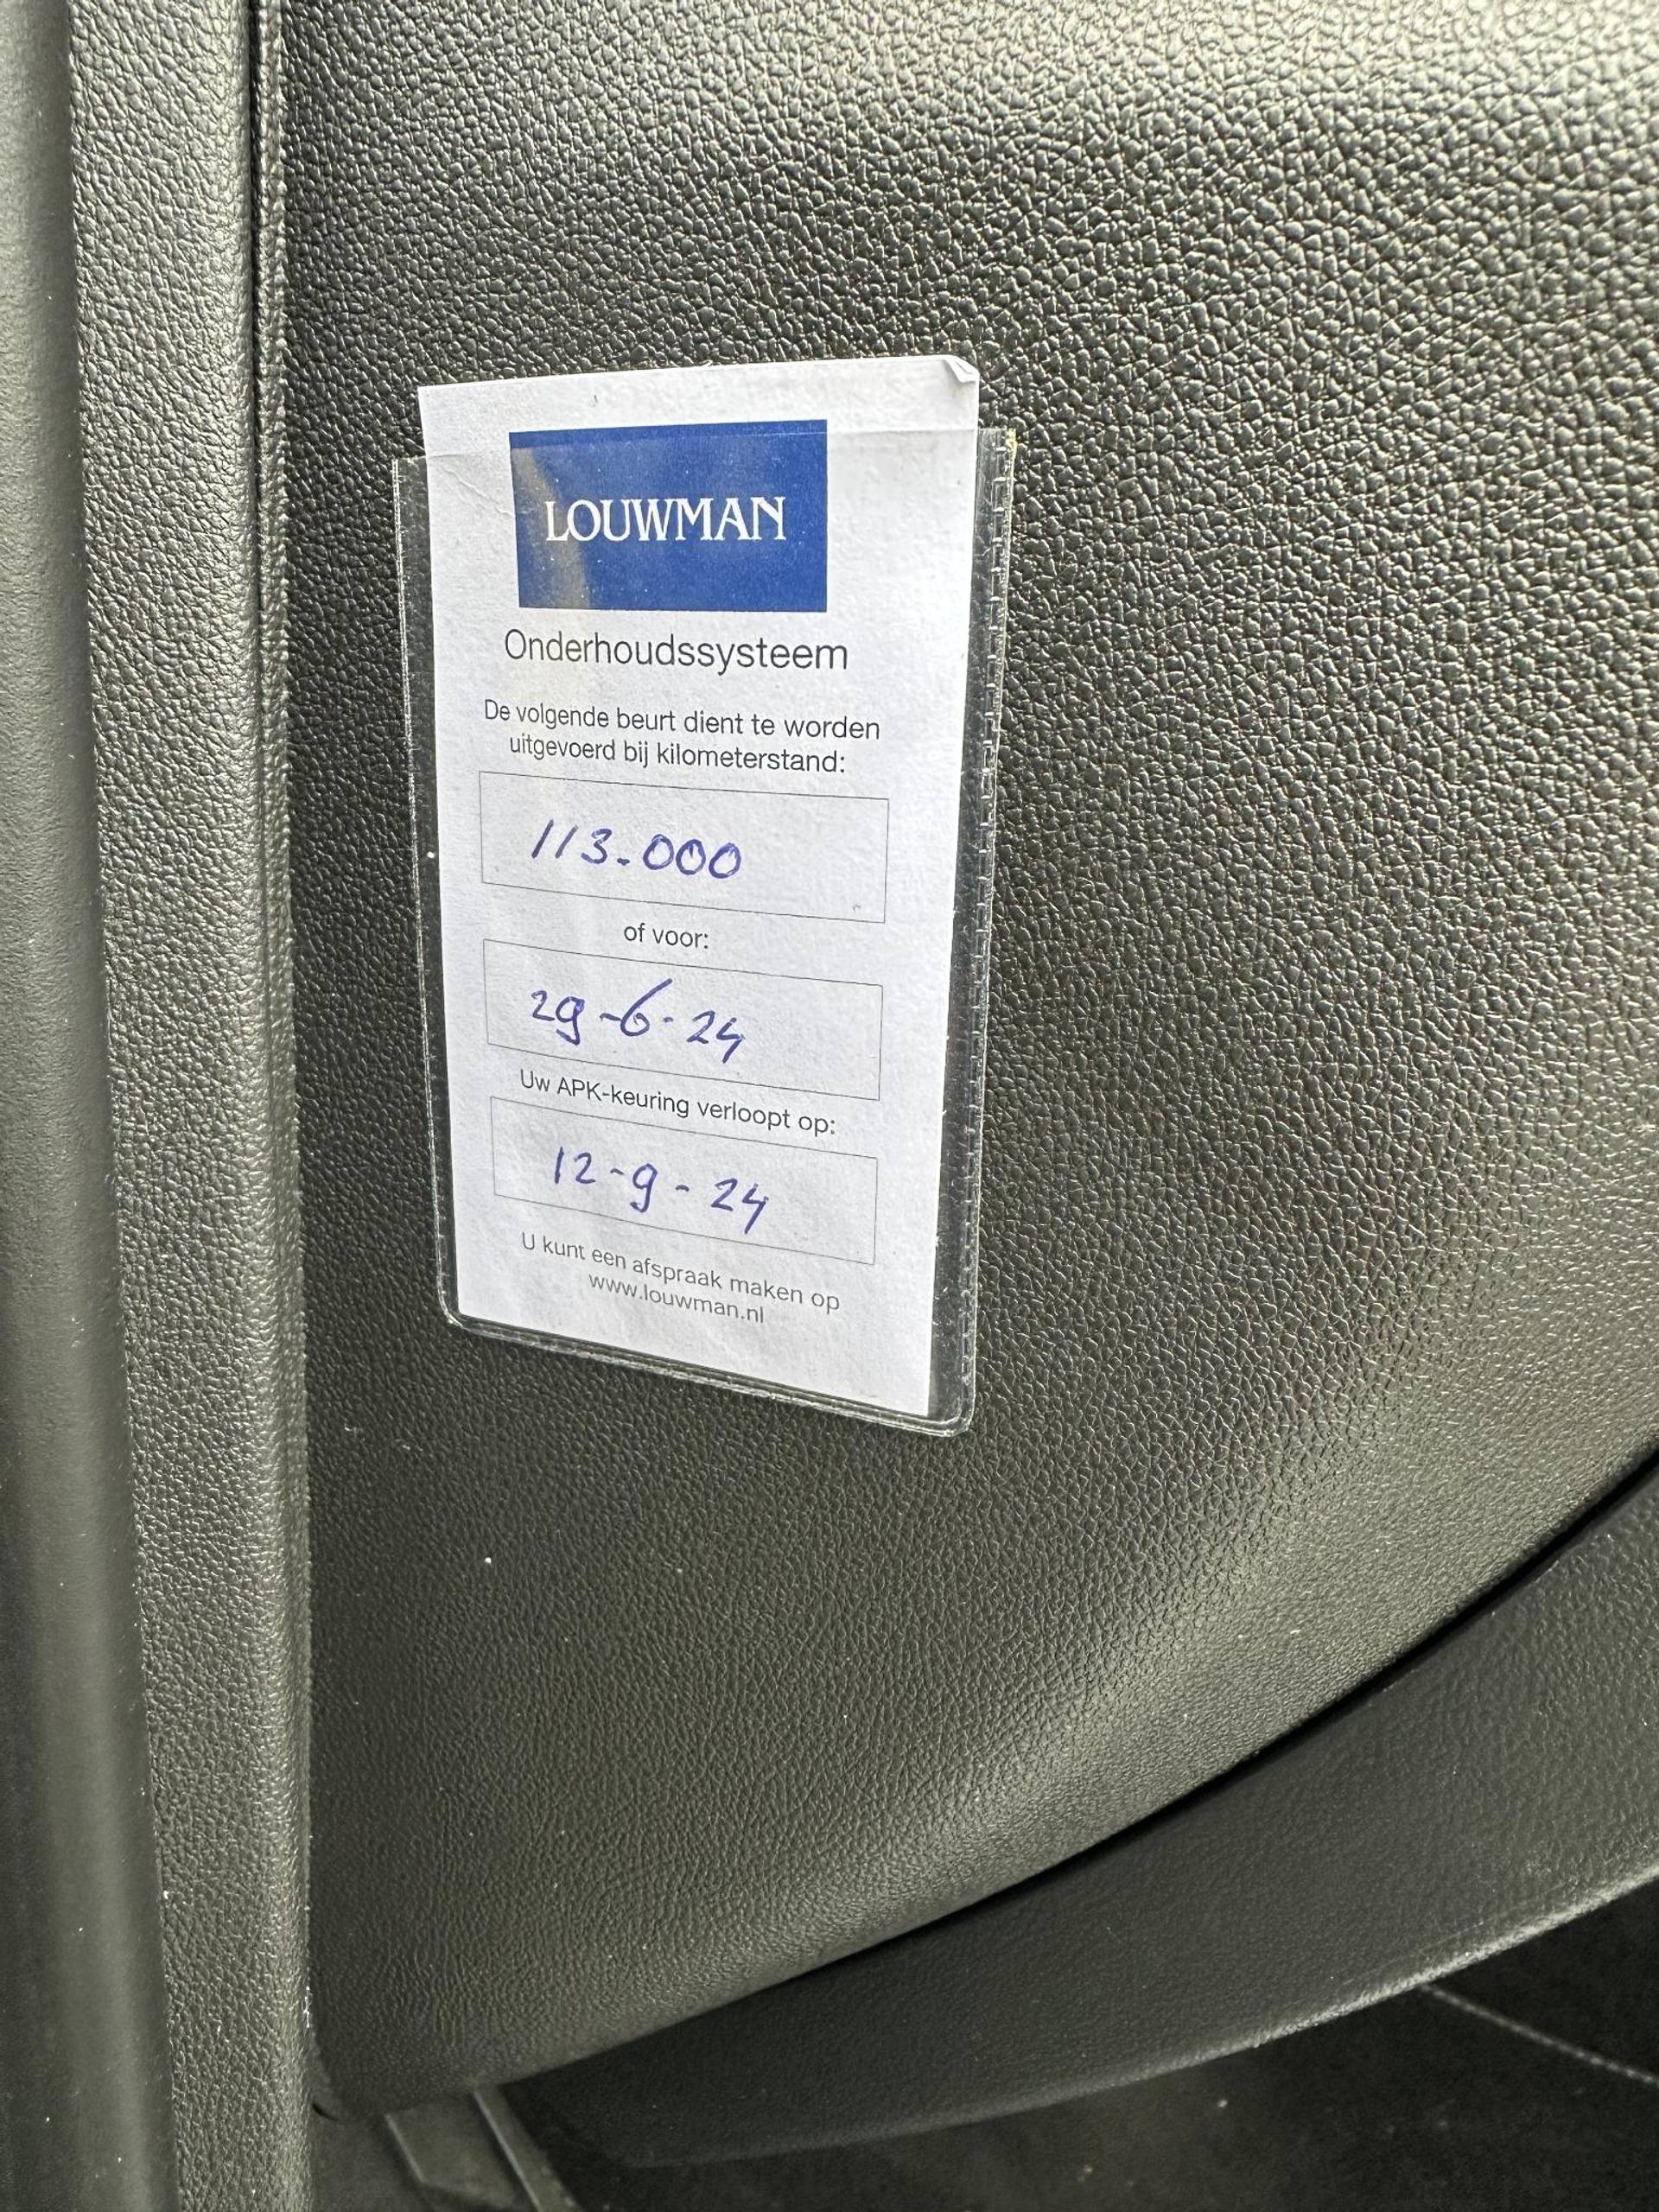 LOUWMAN
Onderhoudssysteem
De volgende beurt dient te worden
uitgevoerd bij kilometerstand:
113.000
of voor:
29-6-24
Uw APK-keuring verloopt op:
12-9-24
U kunt een afspraak maken op
www.louwman.nl